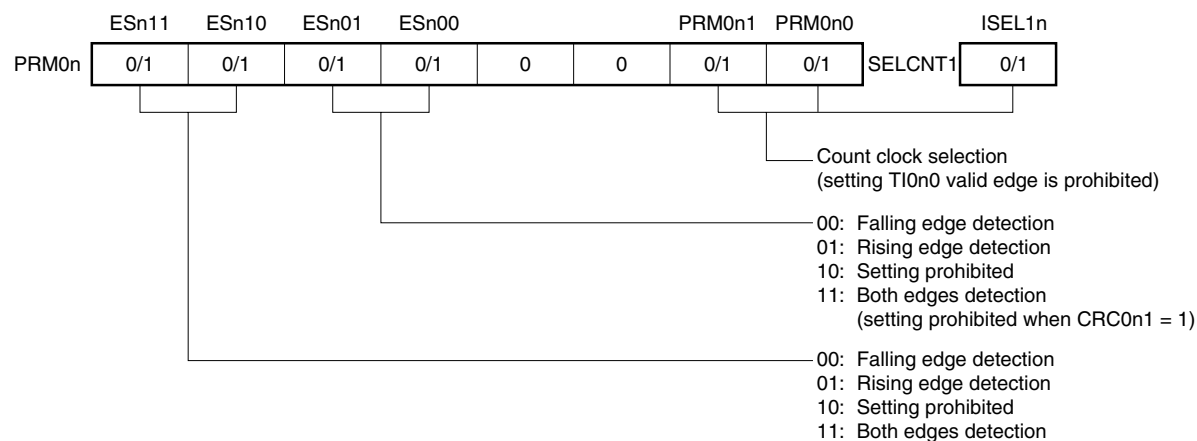 ESn11 ESn10 ESn01 ESn00 PRM0n1 PRM0n0 ISEL1n
PRM0n 0/1 0/1 0/1 0/1 0 0 0/1 0/1 SELCNT1 0/1
Count clock selection
(setting TI0n0 valid edge is prohibited)
00: Falling edge detection
01: Rising edge detection
10: Setting prohibited
11: Both edges detection
(setting prohibited when CRC0n1 = 1)
00: Falling edge detection
01: Rising edge detection
10: Setting prohibited
11: Both edges detection